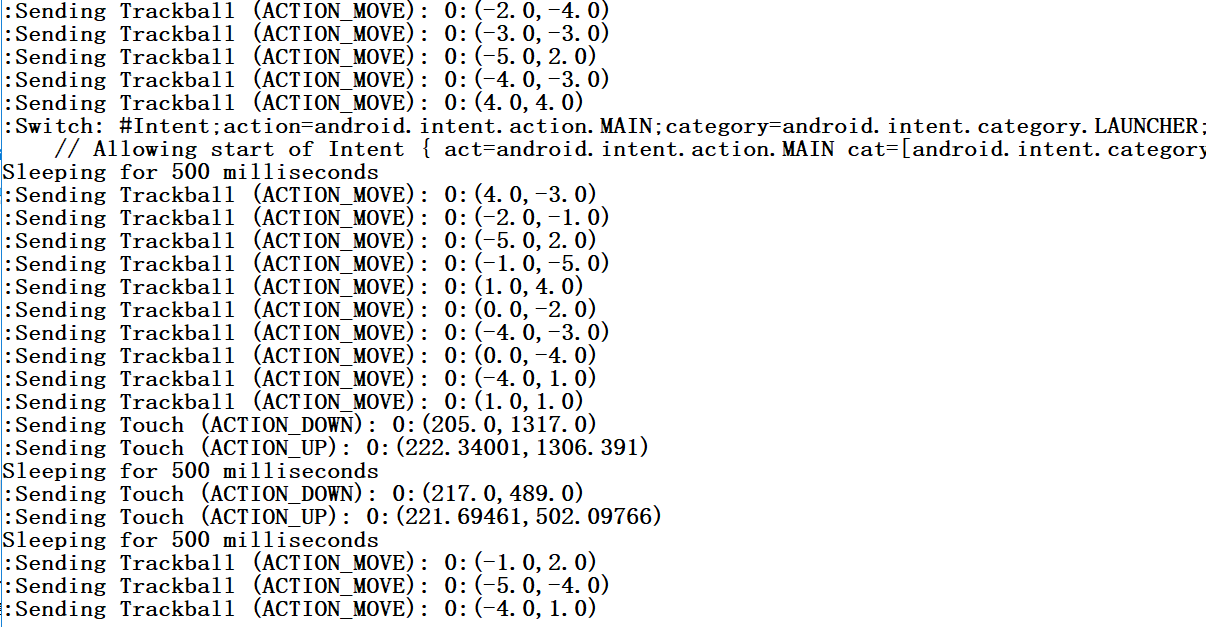 :Sending Trackball (ACTION_MOVE): 0:(-2.0,-4.0)
:Sending Trackball (ACTION_MOVE): 0:(-3.0,-3.0)
:Sending Trackball (ACTION_MOVE): 0:(-5.0,2.0)
:Sending Trackball (ACTION_MOVE): 0:(-4.0,-3.0)
:Sending Trackball (ACTION_MOVE): 0:(4.0,4.0)
:Switch: #Intent;action=android.intent.action.MAIN;category=android.intent.category.LAUNCHER;
    // Allowing start of Intent { act=android.intent.action.MAIN cat=[android.intent.category
Sleeping for 500 milliseconds
:Sending Trackball (ACTION_MOVE): 0:(4.0,-3.0)
:Sending Trackball (ACTION_MOVE): 0:(-2.0,-1.0)
:Sending Trackball (ACTION_MOVE): 0:(-5.0,2.0)
:Sending Trackball (ACTION_MOVE): 0:(-1.0,-5.0)
:Sending Trackball (ACTION_MOVE): 0:(1.0,4.0)
:Sending Trackball (ACTION_MOVE): 0:(0.0,-2.0)
:Sending Trackball (ACTION_MOVE): 0:(-4.0,-3.0)
:Sending Trackball (ACTION_MOVE): 0:(0.0,-4.0)
:Sending Trackball (ACTION_MOVE): 0:(-4.0,1.0)
:Sending Trackball (ACTION_MOVE): 0:(1.0,1.0)
:Sending Touch (ACTION_DOWN): 0:(205.0,1317.0)
:Sending Touch (ACTION_UP): 0:(222.34001,1306.391)
Sleeping for 500 milliseconds
:Sending Touch (ACTION_DOWN): 0:(217.0,489.0)
:Sending Touch (ACTION_UP): 0:(221.69461,502.09766)
Sleeping for 500 milliseconds
:Sending Trackball (ACTION_MOVE): 0:(-1.0,2.0)
:Sending Trackball (ACTION_MOVE): 0:(-5.0,-4.0)
:Sending Trackball (ACTION_MOVE): 0:(-4.0,1.0)